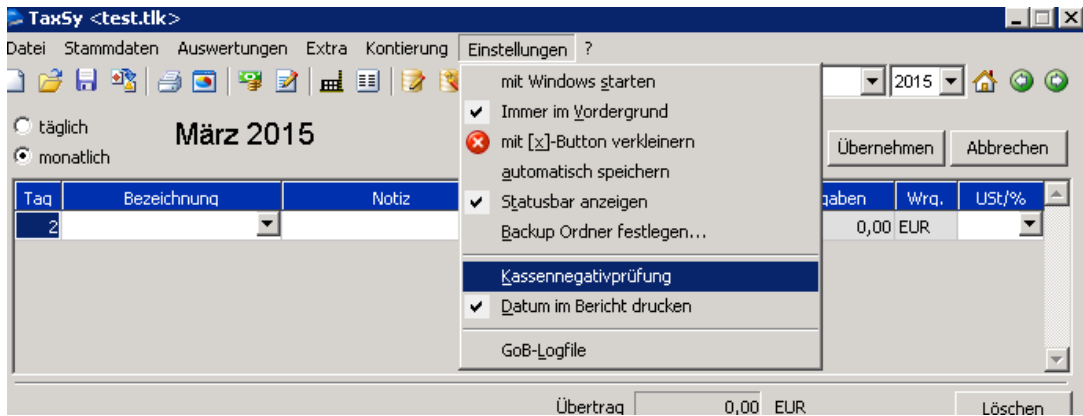 TaxSy <test.tlk>
Datei Stammdaten Auswertungen Extra Kontierung Einstellungen ?
mit Windows starten
2015
täglich
März 2015
Immer im Vordergrund
mit [x]-Button verkleinern
Übernehmen Abbrechen
monatlich
automatisch speichern
Tag Bezeichnung Notiz Statusbar anzeigen gaben Wrg. USt/%
2 Backup Ordner festlegen... 0,00 EUR
Kassennegativprüfung
Datum im Bericht drucken
GoB-Logfile
Übertrag 0,00 EUR Löschen